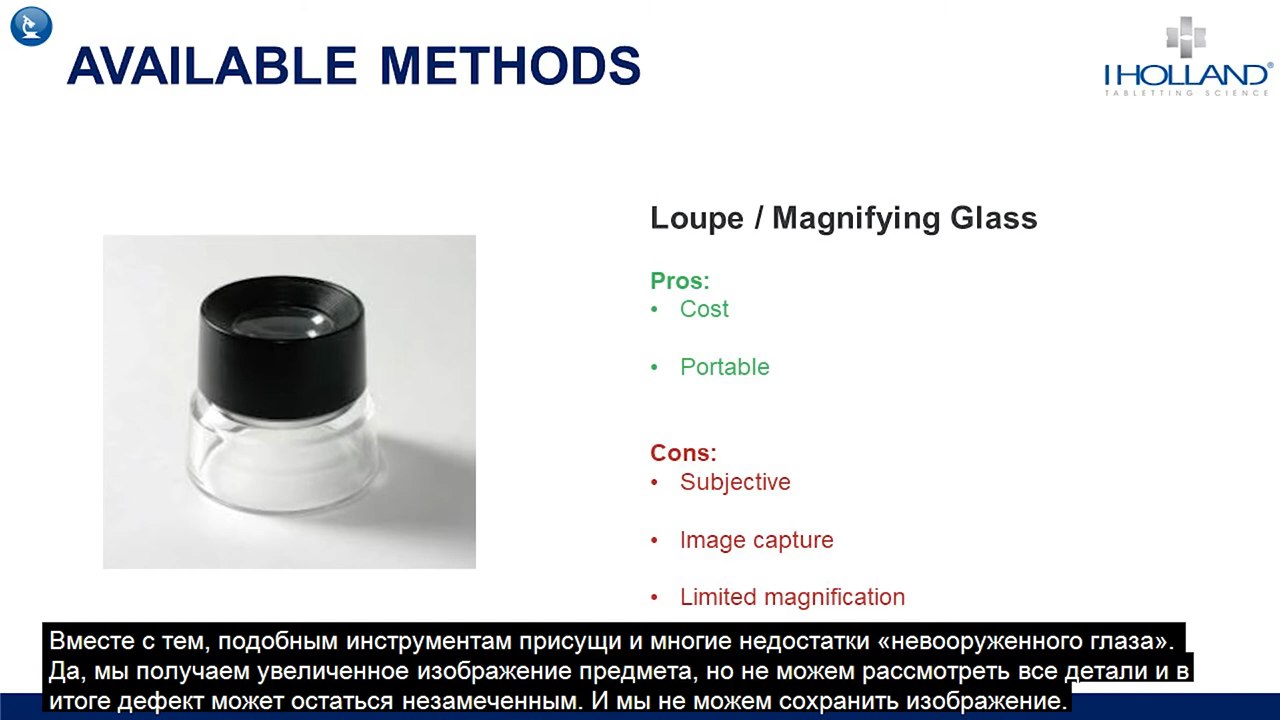 AVAILABLE METHODS
I HOLLAND®
TABLETTING SCIENCE
Loupe / Magnifying Glass
Pros:
• Cost
• Portable
Cons:
• Subjective
• Image capture
• Limited magnification
Вместе с тем, подобным инструментам присущи и многие недостатки «невооруженного глаза».
Да, мы получаем увеличенное изображение предмета, но не можем рассмотреть все детали и в
итоге дефект может остаться незамеченным. И мы не можем сохранить изображение.